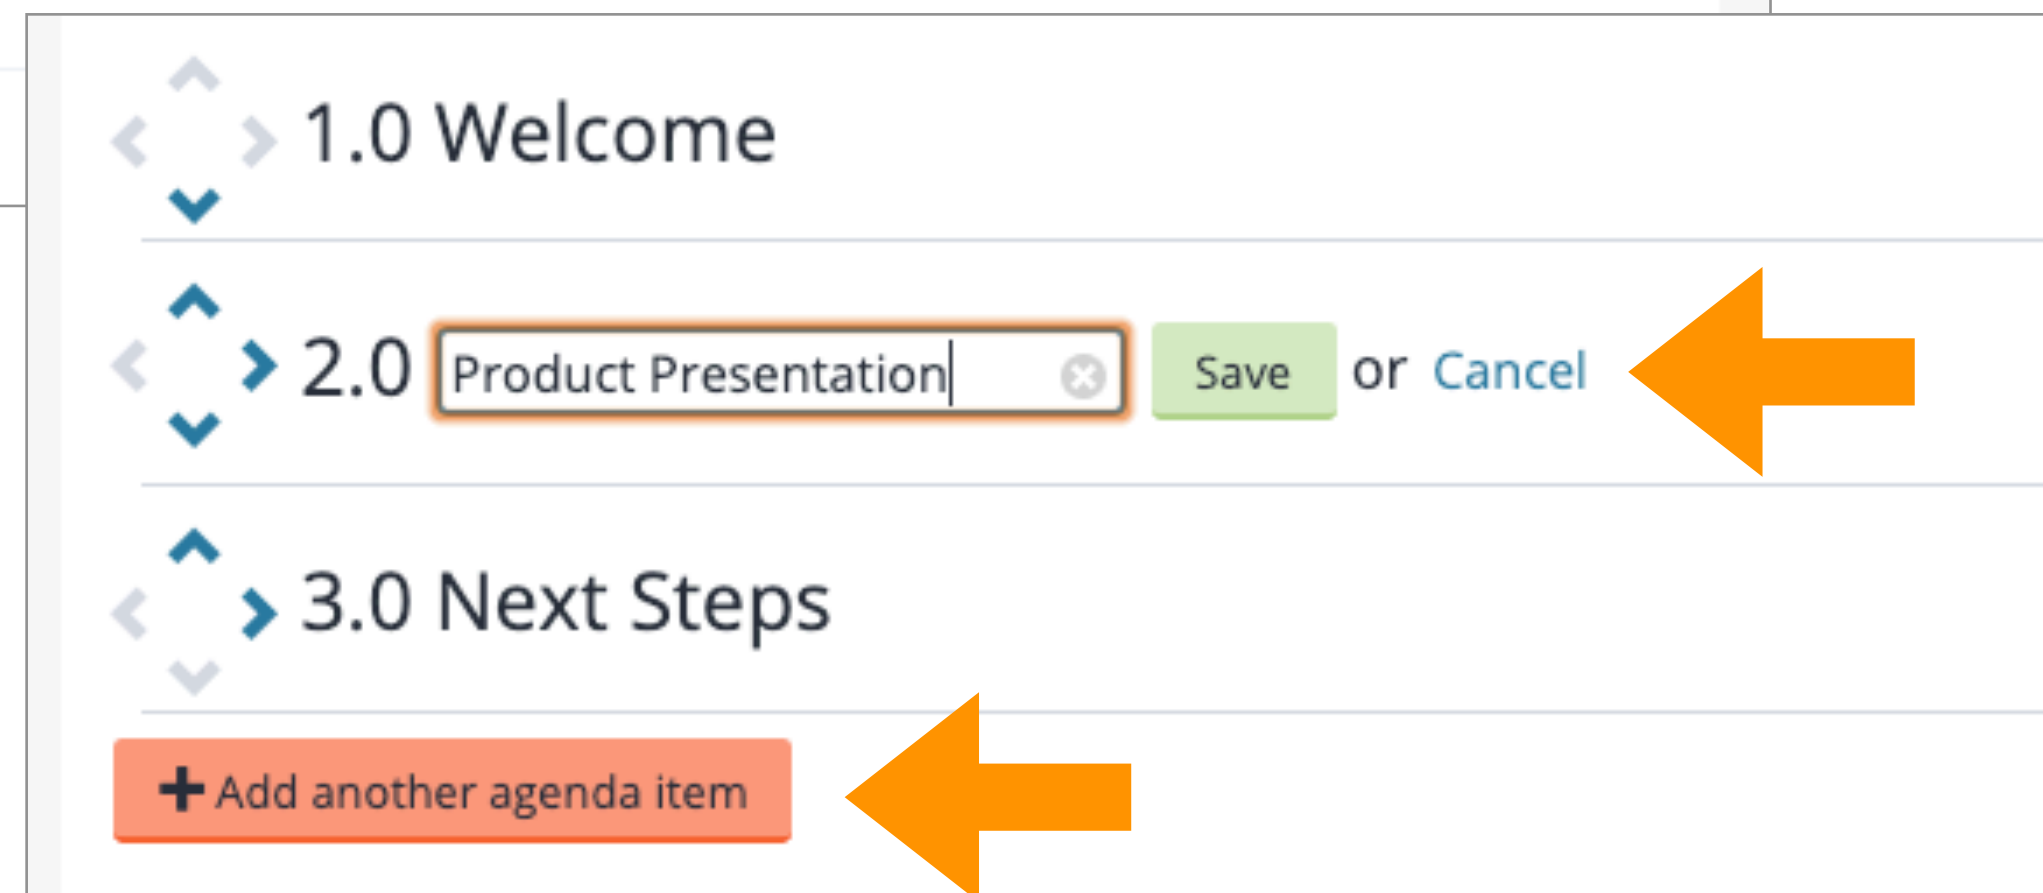 1.0 Welcome
2.0 Product Presentation Save or Cancel
3.0 Next Steps
+ Add another agenda item